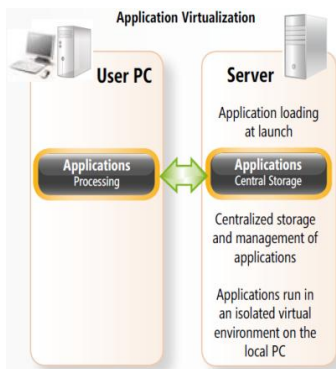 Application Virtualization
User PC
Applications
Processing
Server
Application loading
at launch
Applications
Central Storage
Centralized storage
and management of
applications
Applications run in
an isolated virtual
environment on the
local PC